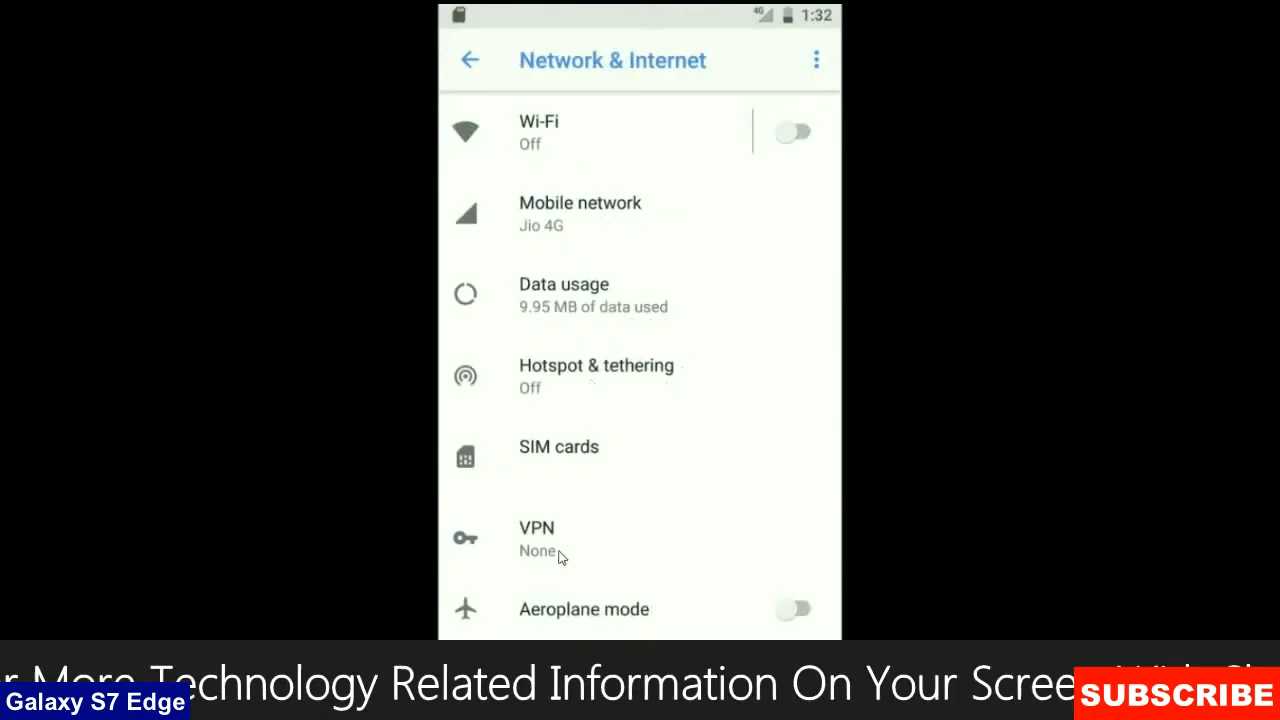 4G 1:32
Network & Internet
Wi-Fi
Off
Mobile network
Jio 4G
Data usage
9.95 MB of data used
Hotspot & tethering
Off
SIM cards
VPN
None
Aeroplane mode
More Technology Related Information On Your Scree
Galaxy S7 Edge
SUBSCRIBE